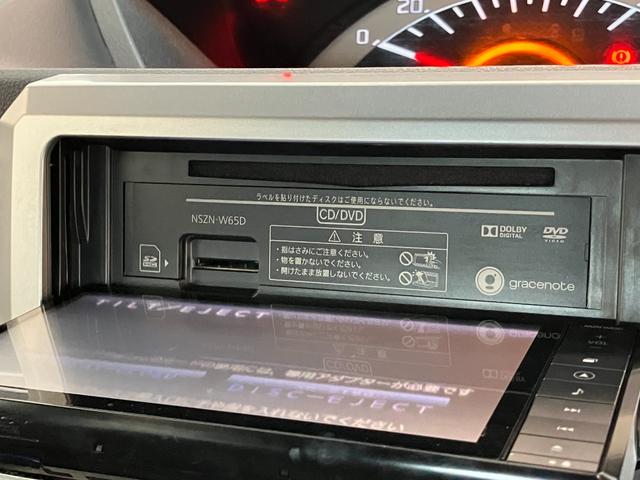 20
0
ラベルを貼り付けたディスクはご使用にならないでください。
NSZN-W65D
CD/DVD
DOLBY
DIGITAL
DVD
VIDEO
⚠ 注意
・指はさみにご注意ください。
・物を置かないでください。
・開けたまま放置しないでください。
SD
gracenote
TILT EJECT
DISC EJECT
+
VOL